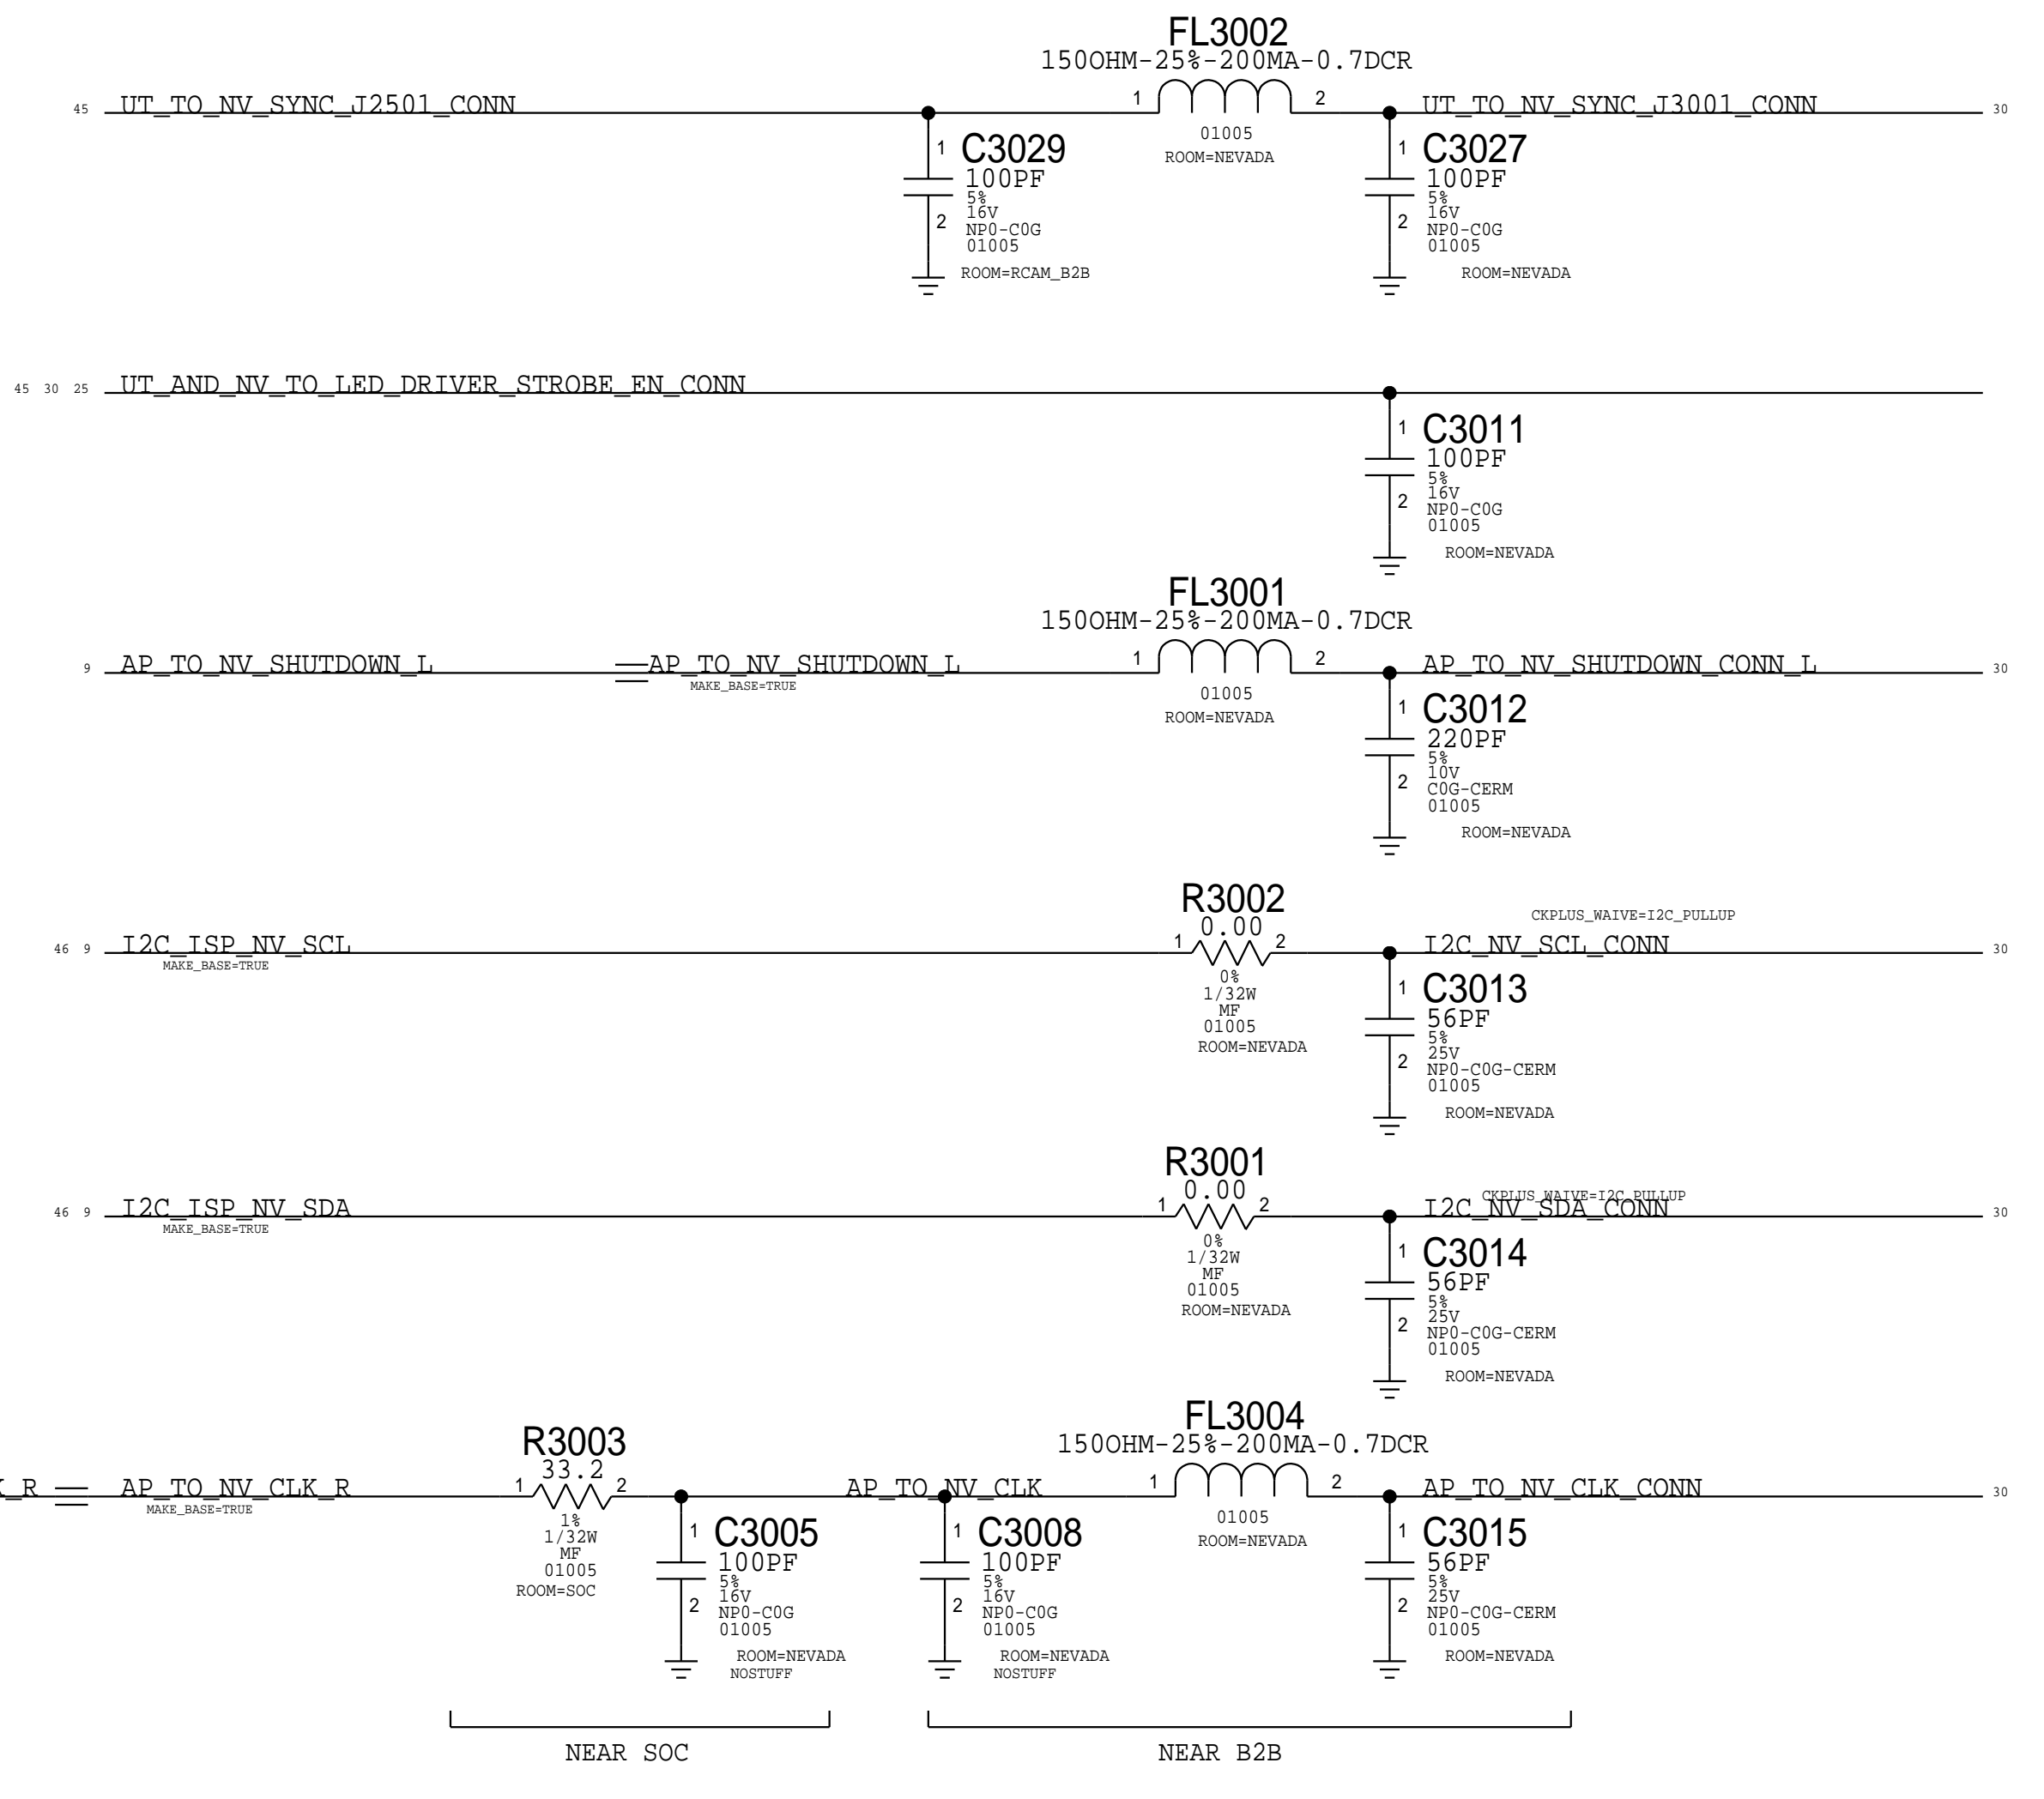 FL3002
150OHM-25%-200MA-0.7DCR
45 UT_TO_NV_SYNC_J2501_CONN 1 2 UT_TO_NV_SYNC_J3001_CONN 30
01005
ROOM=NEVADA
1 C3029
100PF
5%
16V
2 NP0-C0G
01005
ROOM=RCAM_B2B
1 C3027
100PF
5%
16V
2 NP0-C0G
01005
ROOM=NEVADA
45 30 25 UT_AND_NV_TO_LED_DRIVER_STROBE_EN_CONN
1 C3011
100PF
5%
16V
2 NP0-C0G
01005
ROOM=NEVADA
FL3001
150OHM-25%-200MA-0.7DCR
9 AP_TO_NV_SHUTDOWN_L AP_TO_NV_SHUTDOWN_L 1 2 AP_TO_NV_SHUTDOWN_CONN_L 30
MAKE_BASE=TRUE
01005
ROOM=NEVADA
1 C3012
220PF
5%
10V
2 C0G-CERM
01005
ROOM=NEVADA
R3002
0.00
CKPLUS_WAIVE=I2C_PULLUP
46 9 I2C_ISP_NV_SCL 1 2 I2C_NV_SCL_CONN 30
MAKE_BASE=TRUE
0%
1/32W
MF
01005
ROOM=NEVADA
1 C3013
56PF
5%
25V
2 NP0-C0G-CERM
01005
ROOM=NEVADA
R3001
0.00
CKPLUS_WAIVE=I2C_PULLUP
46 9 I2C_ISP_NV_SDA 1 2 I2C_NV_SDA_CONN 30
MAKE_BASE=TRUE
0%
1/32W
MF
01005
ROOM=NEVADA
1 C3014
56PF
5%
25V
2 NP0-C0G-CERM
01005
ROOM=NEVADA
R3003
33.2
FL3004
150OHM-25%-200MA-0.7DCR
_R AP_TO_NV_CLK_R 1 2 AP_TO_NV_CLK 1 2 AP_TO_NV_CLK_CONN 30
MAKE_BASE=TRUE
1%
1/32W
MF
01005
ROOM=SOC
1 C3005
100PF
5%
16V
2 NP0-C0G
01005
ROOM=NEVADA
NOSTUFF
1 C3008
100PF
5%
16V
2 NP0-C0G
01005
ROOM=NEVADA
NOSTUFF
01005
ROOM=NEVADA
1 C3015
56PF
5%
25V
2 NP0-C0G-CERM
01005
ROOM=NEVADA
NEAR SOC
NEAR B2B